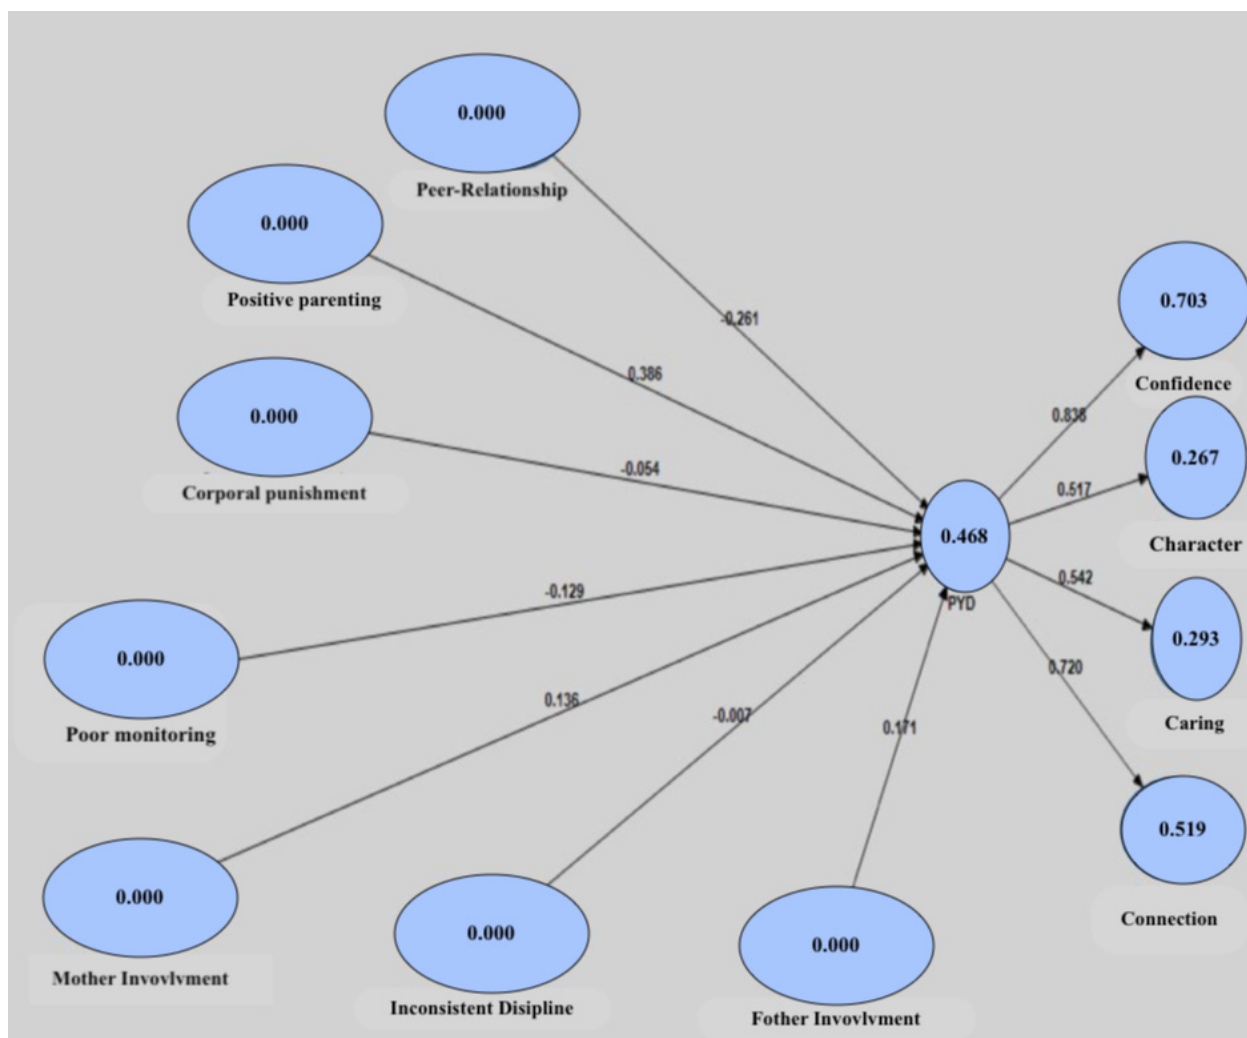 0.000
Peer-Relationship
0.000
Positive parenting
-0.261
0.703
Confidence
0.386
0.000
Corporal punishment
-0.054
0.838
0.267
Character
0.517
0.468
PYD
0.542
0.293
Caring
-0.129
0.000
Poor monitoring
0.136
-0.007
0.171
0.720
0.519
Connection
0.000
Mother Invovlvment
0.000
Inconsistent Disipline
0.000
Fother Invovlvment